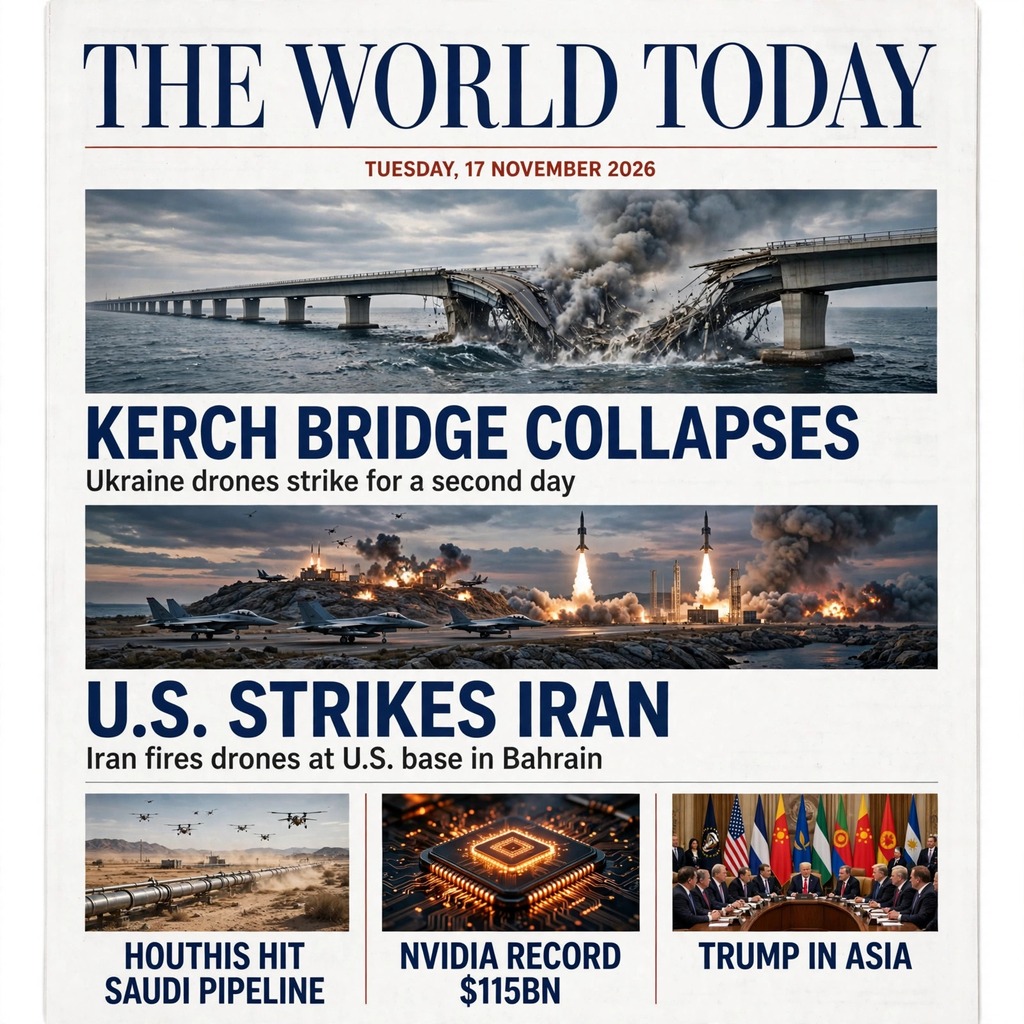 THE WORLD TODAY
TUESDAY, 17 NOVEMBER 2026
KERCH BRIDGE COLLAPSES
Ukraine drones strike for a second day
U.S. STRIKES IRAN
Iran fires drones at U.S. base in Bahrain
HOUTHIS HIT
SAUDI PIPELINE
NVIDIA RECORD
$115BN
TRUMP IN ASIA